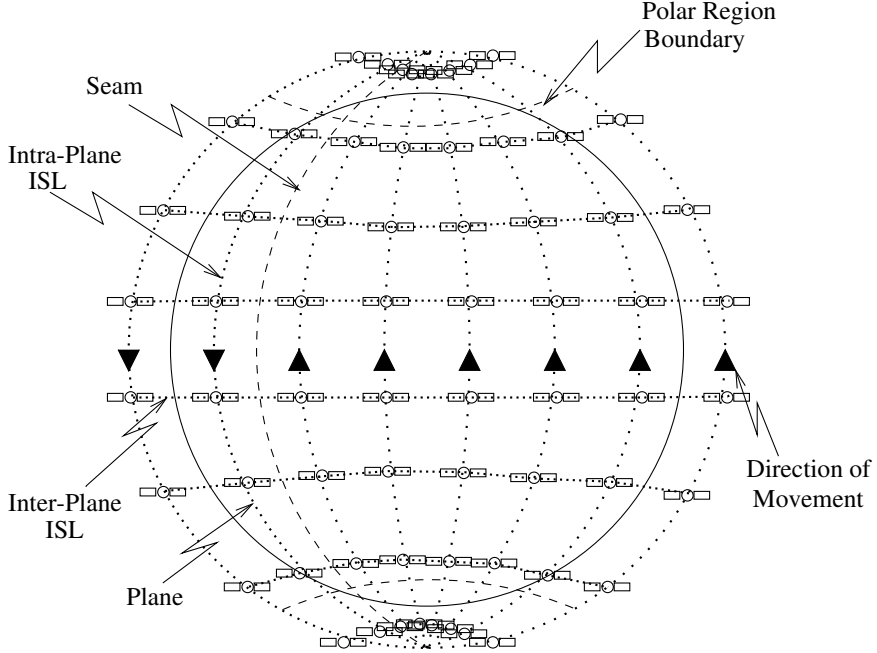 Polar Region
Boundary
Seam
Intra-Plane
ISL
Inter-Plane
ISL
Plane
Direction of
Movement